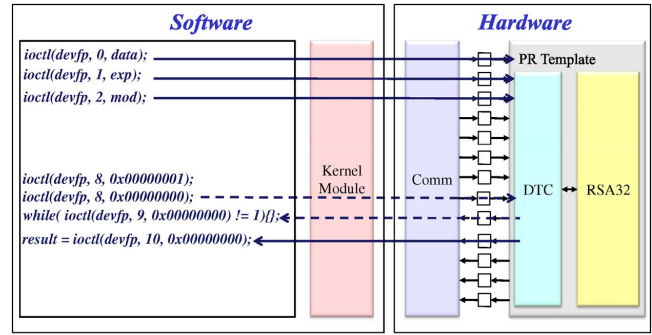 Software
Hardware
ioctl(devfp, 0, data);
ioctl(devfp, 1, exp);
ioctl(devfp, 2, mod);
ioctl(devfp, 8, 0x00000001);
ioctl(devfp, 8, 0x00000000);
while( ioctl(devfp, 9, 0x00000000) != 1){};
result = ioctl(devfp, 10, 0x00000000);
Kernel
Module
Comm
PR Template
DTC
RSA32